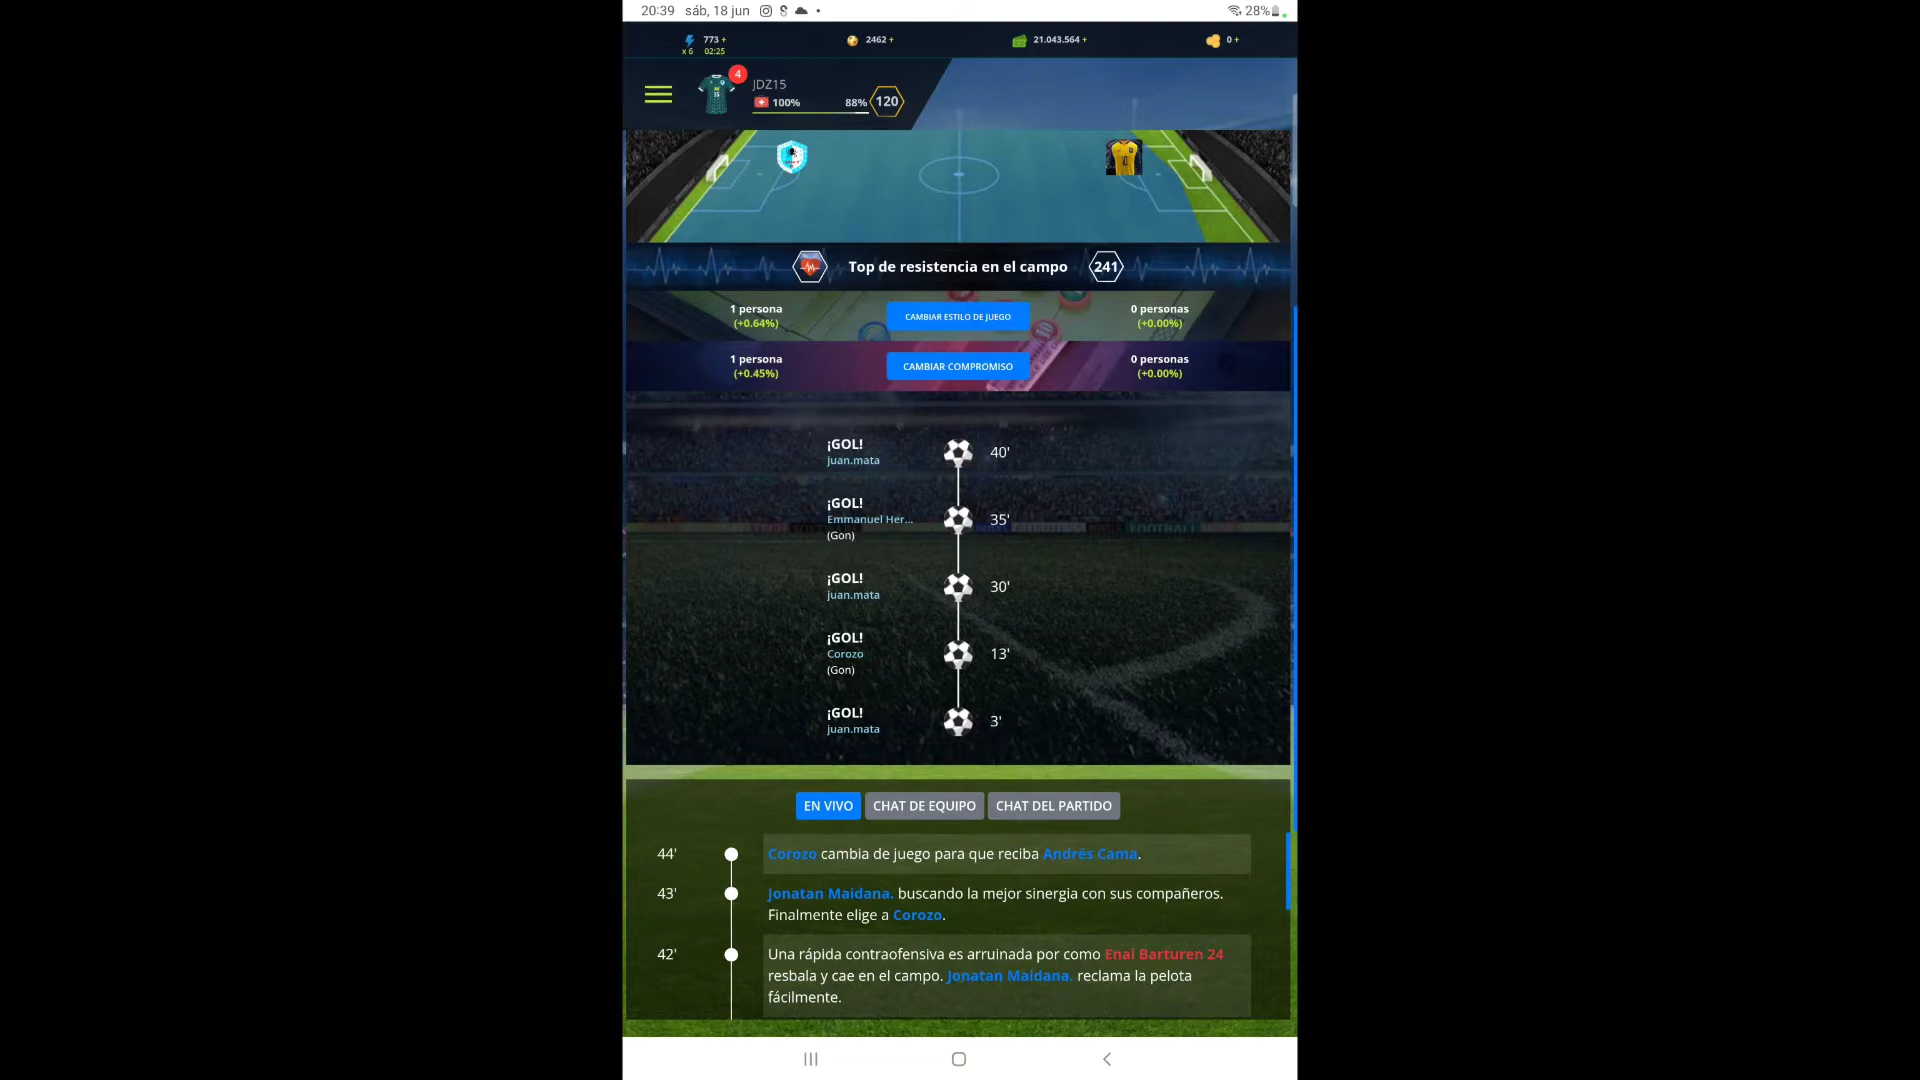 20:39 sáb, 18 jun
28%
773 +
x 6 02:25
2462 +
21.043.564 +
0 +
4
JDZ15
100% 88% 120
Top de resistencia en el campo 241
1 persona
(+0.64%)
CAMBIAR ESTILO DE JUEGO
0 personas
(+0.00%)
1 persona
(+0.45%)
CAMBIAR COMPROMISO
0 personas
(+0.00%)
¡GOL!
juan.mata
40'
¡GOL!
Emmanuel Her...
(Gon)
35'
¡GOL!
juan.mata
30'
¡GOL!
Corozo
(Gon)
13'
¡GOL!
juan.mata
3'
EN VIVO CHAT DE EQUIPO CHAT DEL PARTIDO
44' Corozo cambia de juego para que reciba Andrés Cama.
43' Jonatan Maidana. buscando la mejor sinergia con sus compañeros.
Finalmente elige a Corozo.
42' Una rápida contraofensiva es arruinada por como Enal Barturen 24
resbala y cae en el campo. Jonatan Maidana. reclama la pelota
fácilmente.